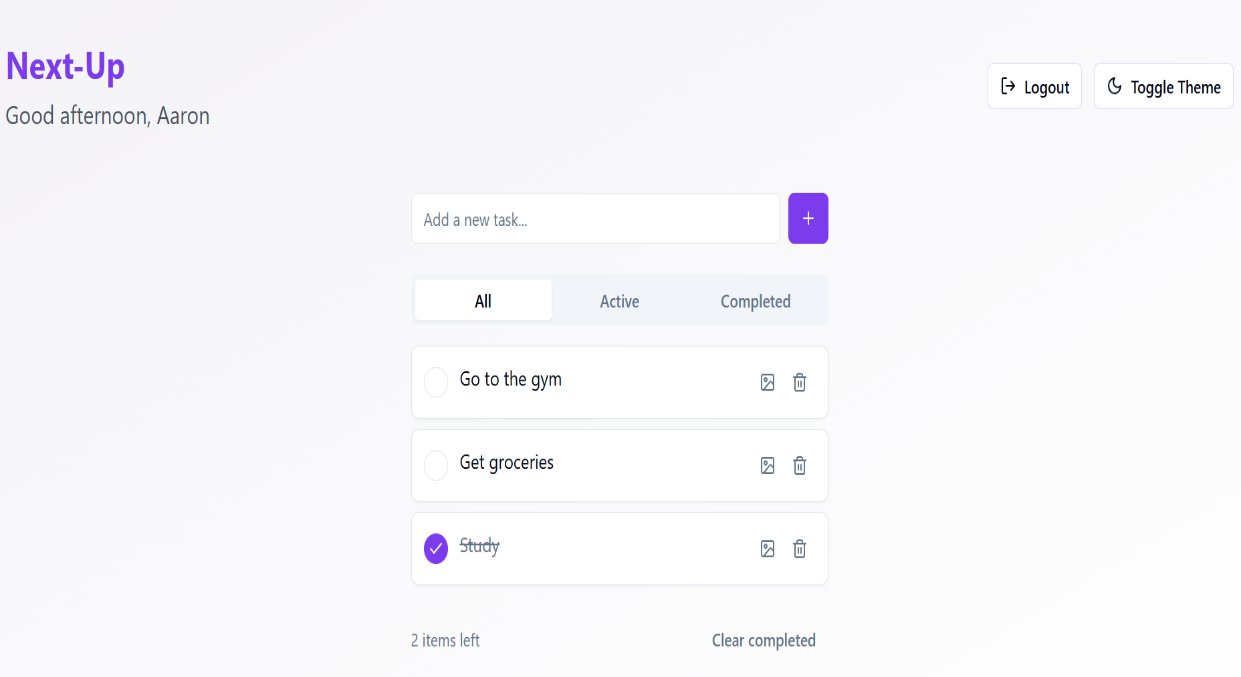 Next-Up
Good afternoon, Aaron
Logout
Toggle Theme
Add a new task...
All
Active
Completed
Go to the gym
Get groceries
Study
2 items left
Clear completed